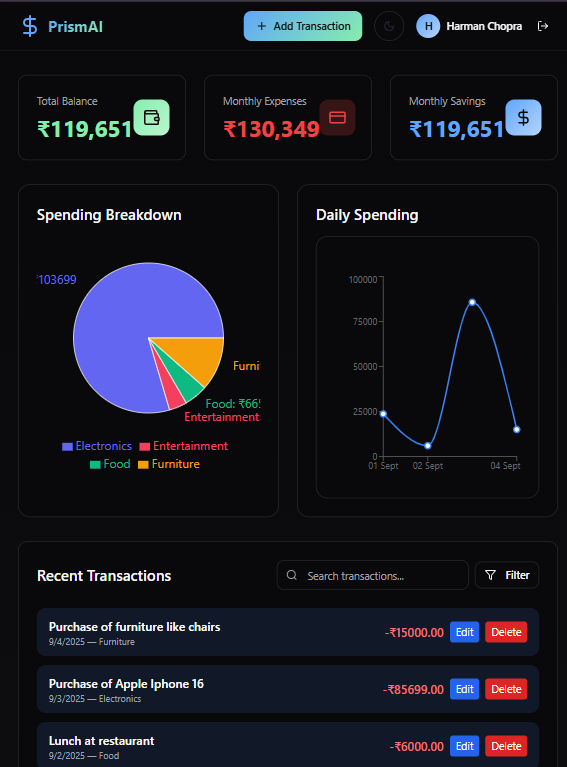 PrismAI
+ Add Transaction
H
Harman Chopra
Total Balance
₹119,651
Monthly Expenses
₹130,349
Monthly Savings
₹119,651
Spending Breakdown
103699
Furni
Food: ₹66
Entertainment
Electronics
Entertainment
Food
Furniture
Daily Spending
100000
75000
50000
25000
0
01 Sept
02 Sept
04 Sept
Recent Transactions
Search transactions...
Filter
Purchase of furniture like chairs
9/4/2025 — Furniture
-₹15000.00
Edit
Delete
Purchase of Apple Iphone 16
9/3/2025 — Electronics
-₹85699.00
Edit
Delete
Lunch at restaurant
9/2/2025 — Food
-₹6000.00
Edit
Delete